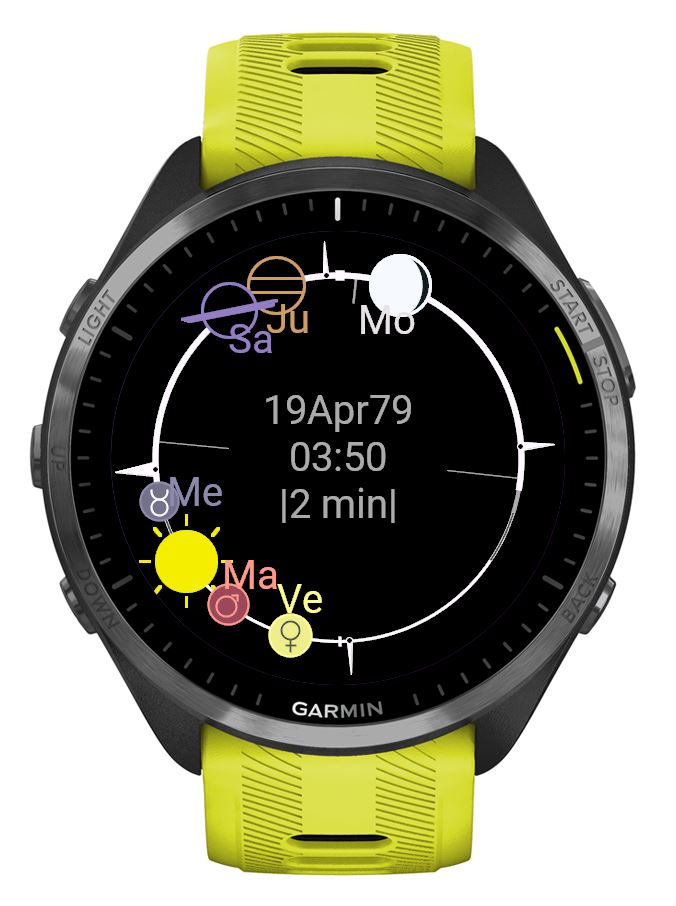 LIGHT
START
STOP
Ju
Sa
Mo
19Apr79
03:50
|2 min|
UP
Me
Ma
Ve
DOWN
BACK
GARMIN